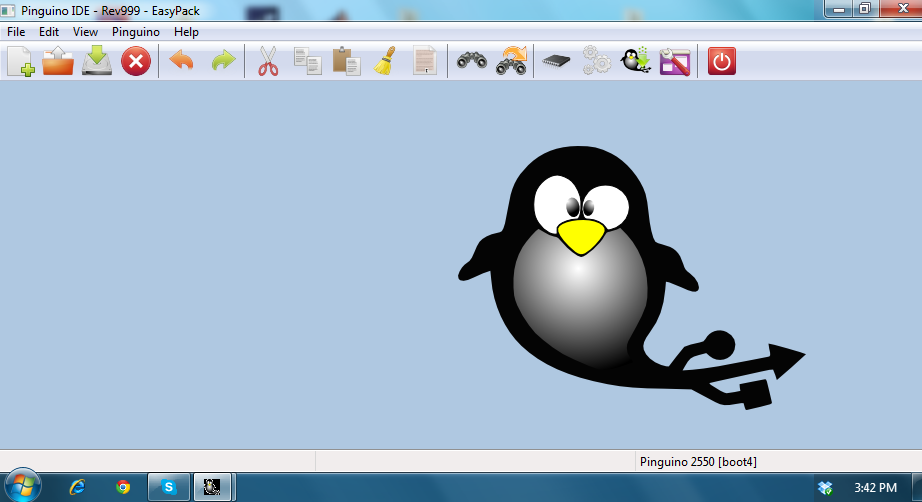 Pinguino IDE - Rev999 - EasyPack
File Edit View Pinguino Help
Pinguino 2550 [boot4]
3:42 PM